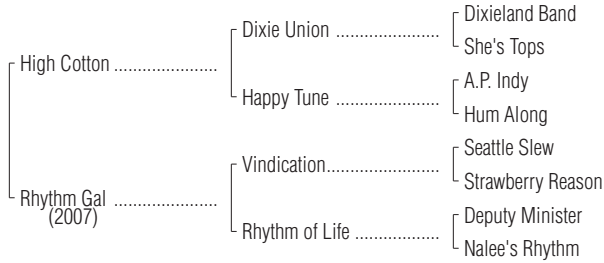 Dixieland Band
Dixie Union ....................
She's Tops
High Cotton ....................
A.P. Indy
Happy Tune ....................
Hum Along
Seattle Slew
Vindication....................
Strawberry Reason
Rhythm Gal ....................
(2007)
Deputy Minister
Rhythm of Life ....................
Nalee's Rhythm